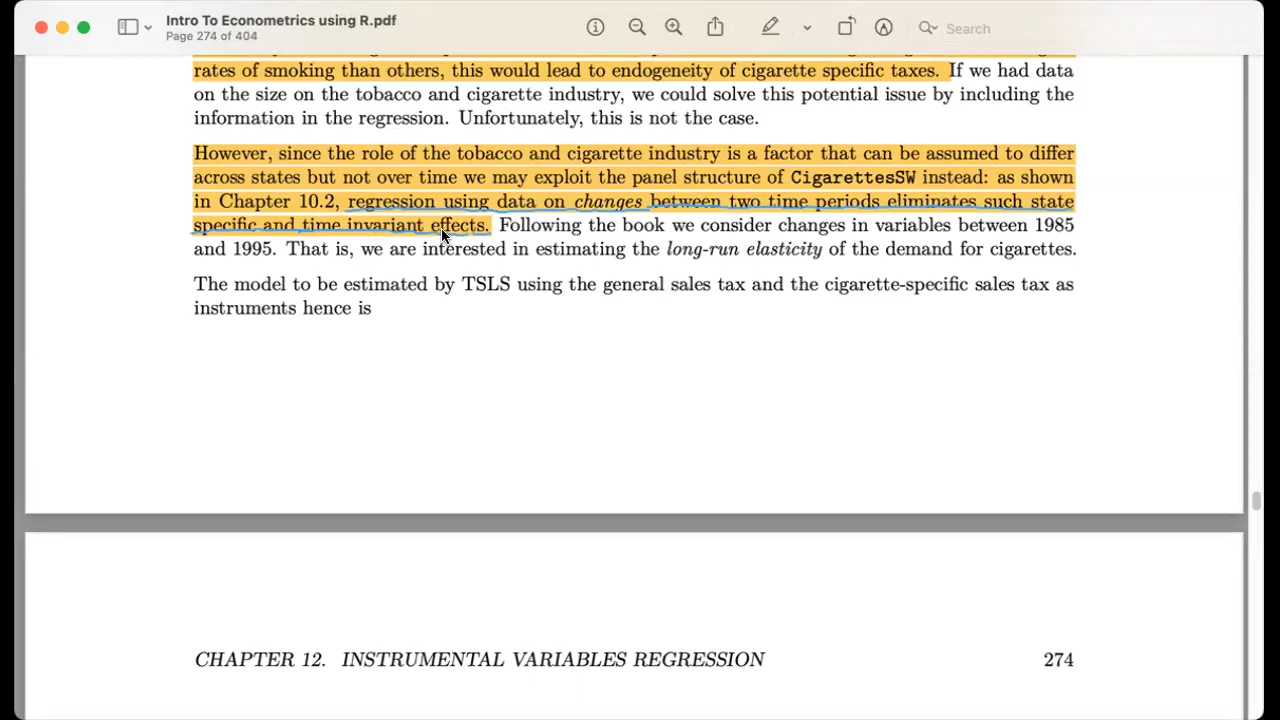 Intro To Econometrics using R.pdf
Page 274 of 404
Search
rates of smoking than others, this would lead to endogeneity of cigarette specific taxes. If we had data
on the size on the tobacco and cigarette industry, we could solve this potential issue by including the
information in the regression. Unfortunately, this is not the case.
However, since the role of the tobacco and cigarette industry is a factor that can be assumed to differ
across states but not over time we may exploit the panel structure of CigarettesSW instead: as shown
in Chapter 10.2, regression using data on changes between two time periods eliminates such state
specific and time invariant effects. Following the book we consider changes in variables between 1985
and 1995. That is, we are interested in estimating the long-run elasticity of the demand for cigarettes.
The model to be estimated by TSLS using the general sales tax and the cigarette-specific sales tax as
instruments hence is
CHAPTER 12. INSTRUMENTAL VARIABLES REGRESSION 274